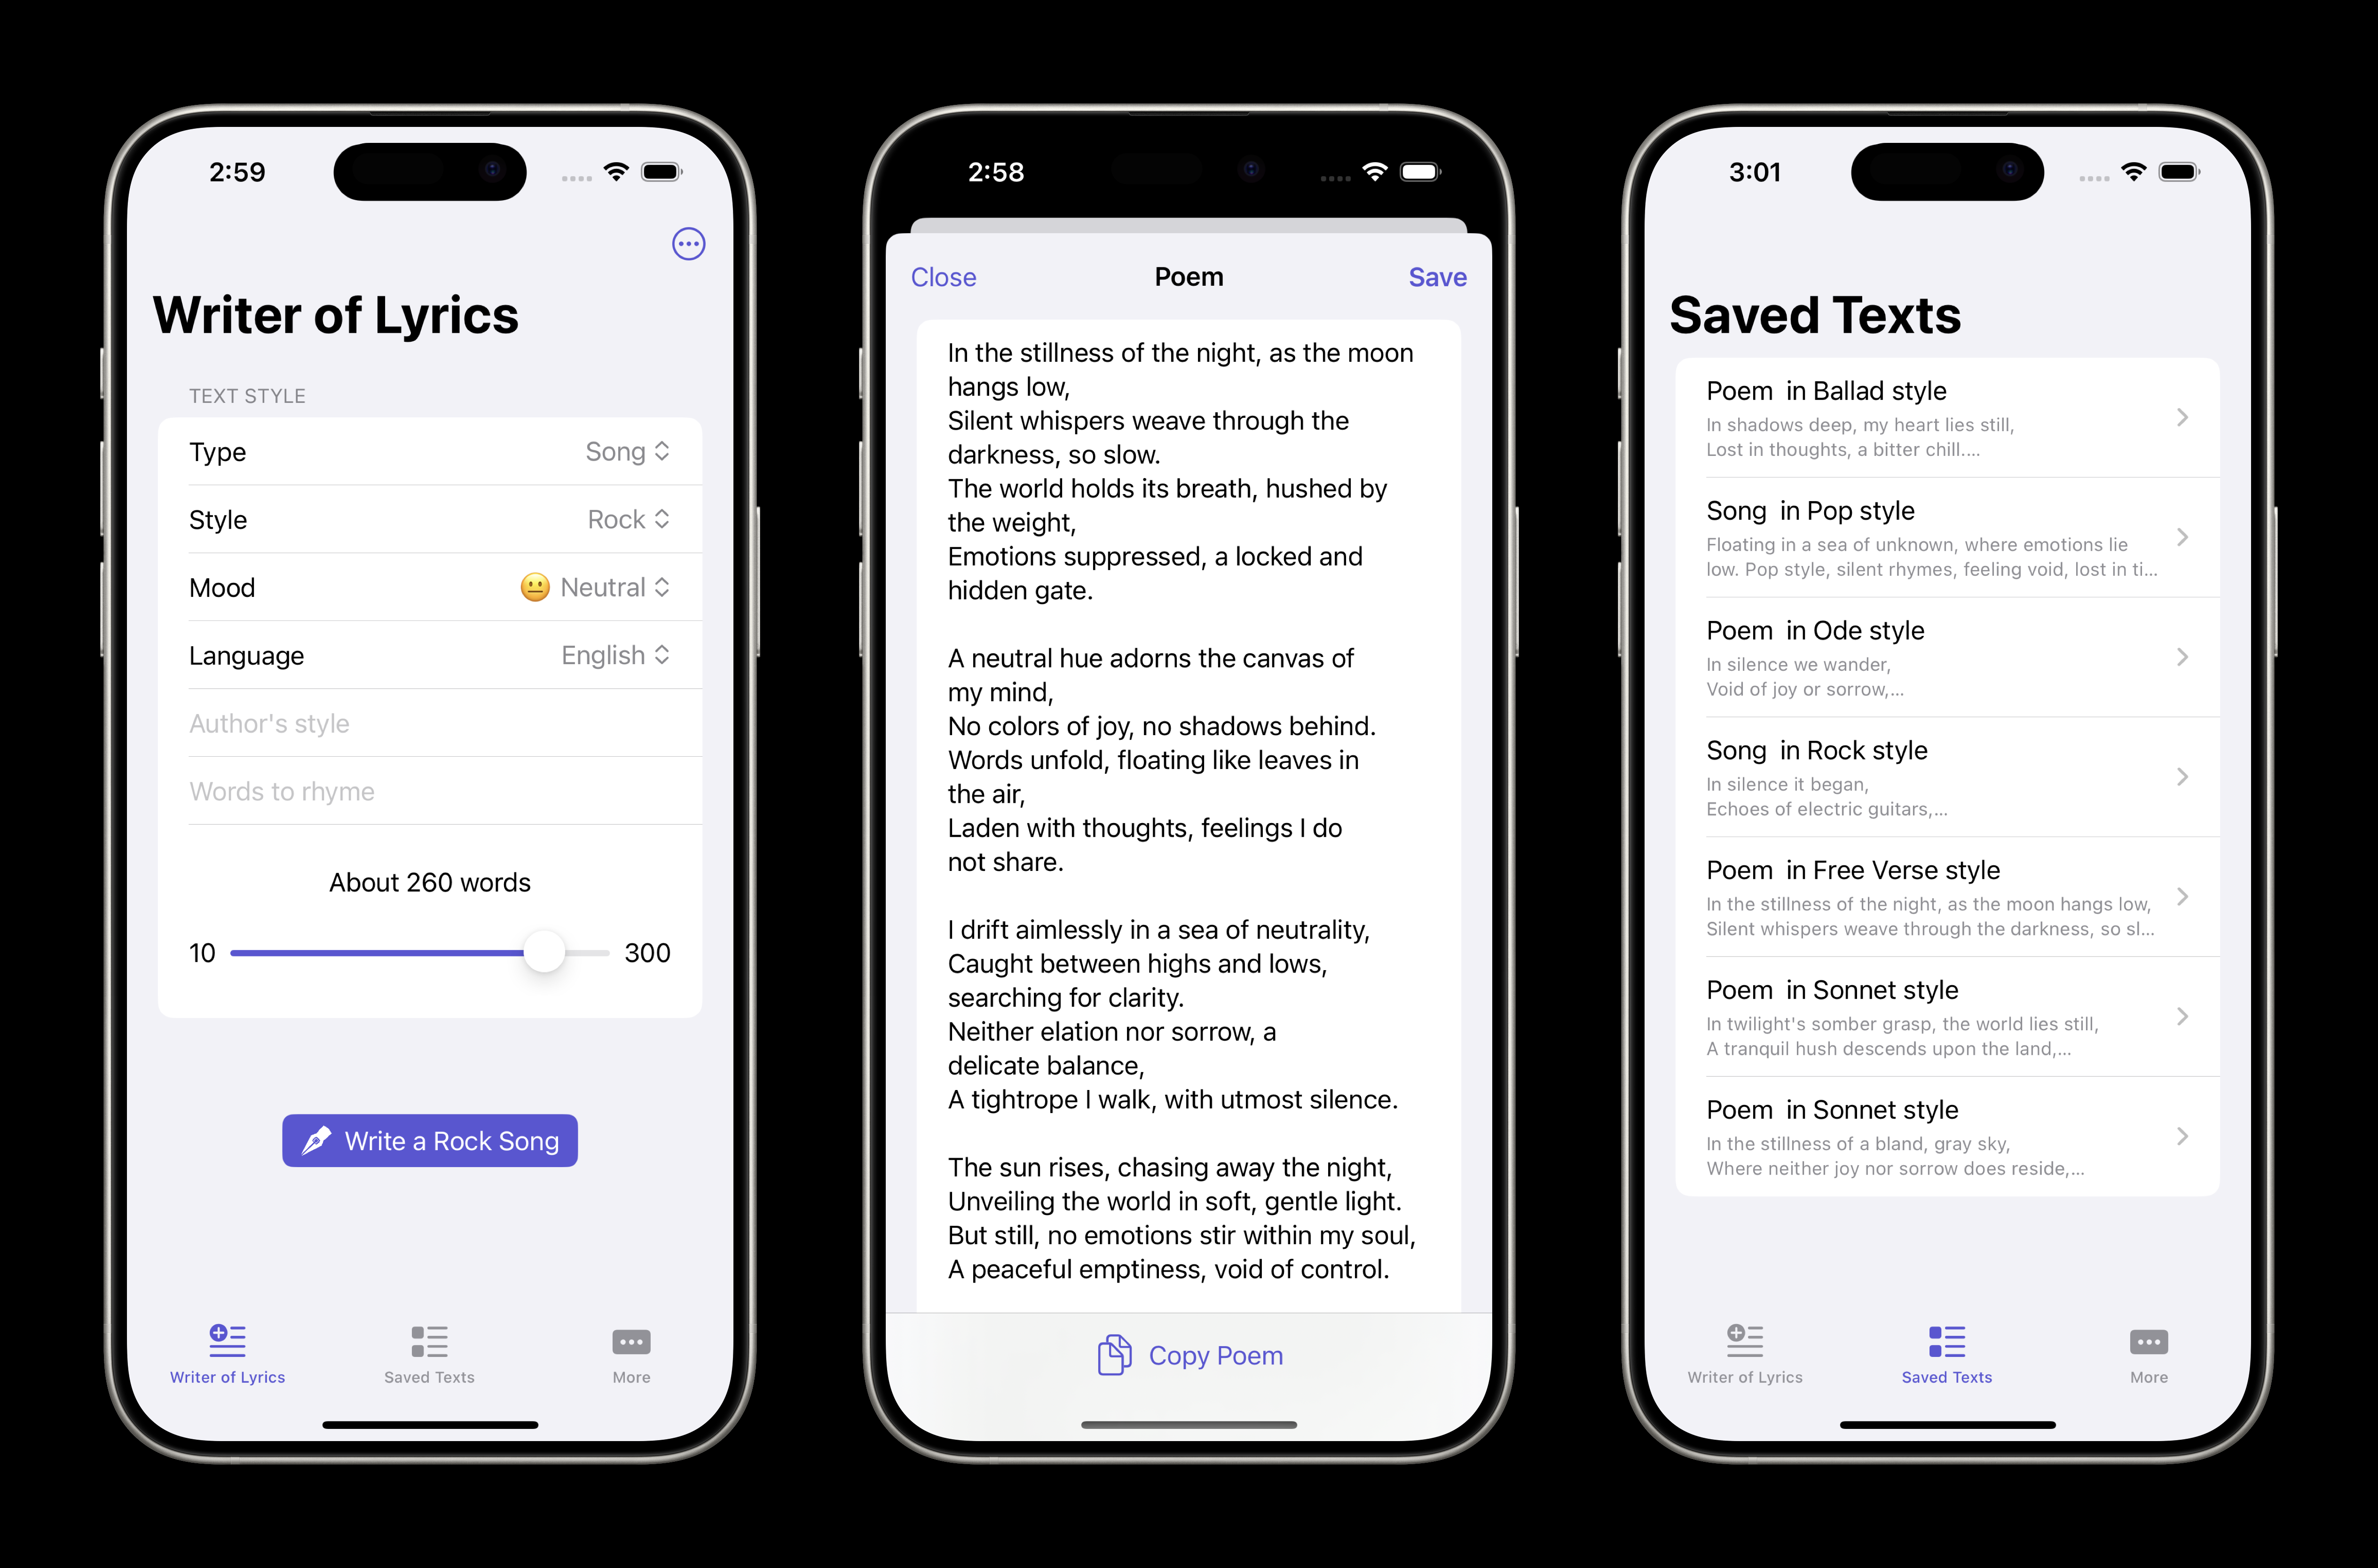 2:59
Writer of Lyrics
TEXT STYLE
Type Song
Style Rock
Mood 😐 Neutral
Language English
Author's style
Words to rhyme
About 260 words
10 300
Write a Rock Song
Writer of Lyrics Saved Texts More
2:58
Close Poem Save
In the stillness of the night, as the moon
hangs low,
Silent whispers weave through the
darkness, so slow.
The world holds its breath, hushed by
the weight,
Emotions suppressed, a locked and
hidden gate.
A neutral hue adorns the canvas of
my mind,
No colors of joy, no shadows behind.
Words unfold, floating like leaves in
the air,
Laden with thoughts, feelings I do
not share.
I drift aimlessly in a sea of neutrality,
Caught between highs and lows,
searching for clarity.
Neither elation nor sorrow, a
delicate balance,
A tightrope I walk, with utmost silence.
The sun rises, chasing away the night,
Unveiling the world in soft, gentle light.
But still, no emotions stir within my soul,
A peaceful emptiness, void of control.
Copy Poem
3:01
Saved Texts
Poem  in Ballad style
In shadows deep, my heart lies still,
Lost in thoughts, a bitter chill....
Song  in Pop style
Floating in a sea of unknown, where emotions lie
low. Pop style, silent rhymes, feeling void, lost in ti...
Poem  in Ode style
In silence we wander,
Void of joy or sorrow,...
Song  in Rock style
In silence it began,
Echoes of electric guitars,...
Poem  in Free Verse style
In the stillness of the night, as the moon hangs low,
Silent whispers weave through the darkness, so sl...
Poem  in Sonnet style
In twilight's somber grasp, the world lies still,
A tranquil hush descends upon the land,...
Poem  in Sonnet style
In the stillness of a bland, gray sky,
Where neither joy nor sorrow does reside,...
Writer of Lyrics Saved Texts More